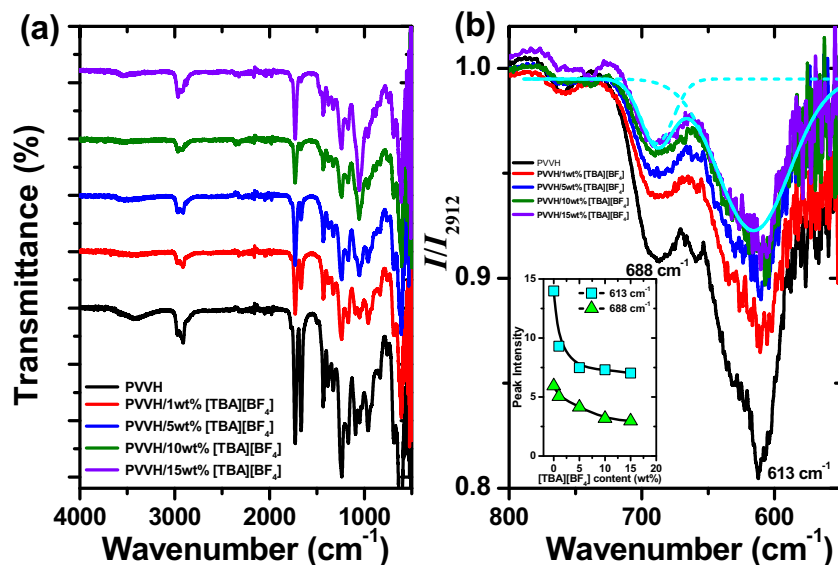 (a)
Transmittance (%)
PVVH
PVVH/1wt% [TBA][BF4]
PVVH/5wt% [TBA][BF4]
PVVH/10wt% [TBA][BF4]
PVVH/15wt% [TBA][BF4]
4000 3000 2000 1000
Wavenumber (cm-1)
(b)
I/I2912
1.0
0.9
0.8
PVVH
PVVH/1wt% [TBA][BF4]
PVVH/5wt% [TBA][BF4]
PVVH/10wt% [TBA][BF4]
PVVH/15wt% [TBA][BF4]
688 cm-1
613 cm-1
Peak Intensity
15
10
5
0
613 cm-1
688 cm-1
0 5 10 15 20
[TBA][BF4] content (wt%)
800 700 600
Wavenumber (cm-1)